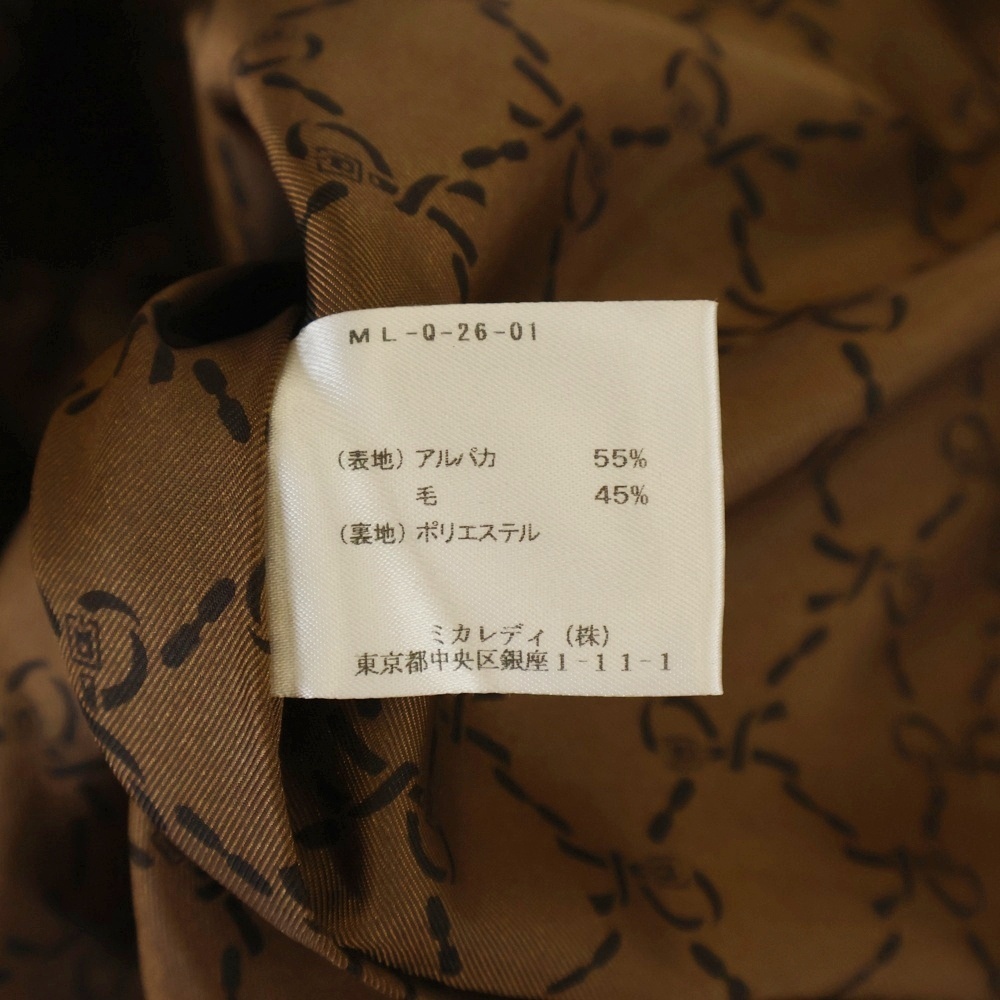 ML-Q-26-01
(表地) アルパカ 55%
毛 45%
(裏地) ポリエステル
ミカレディ (株)
東京都中央区銀座1-11-1